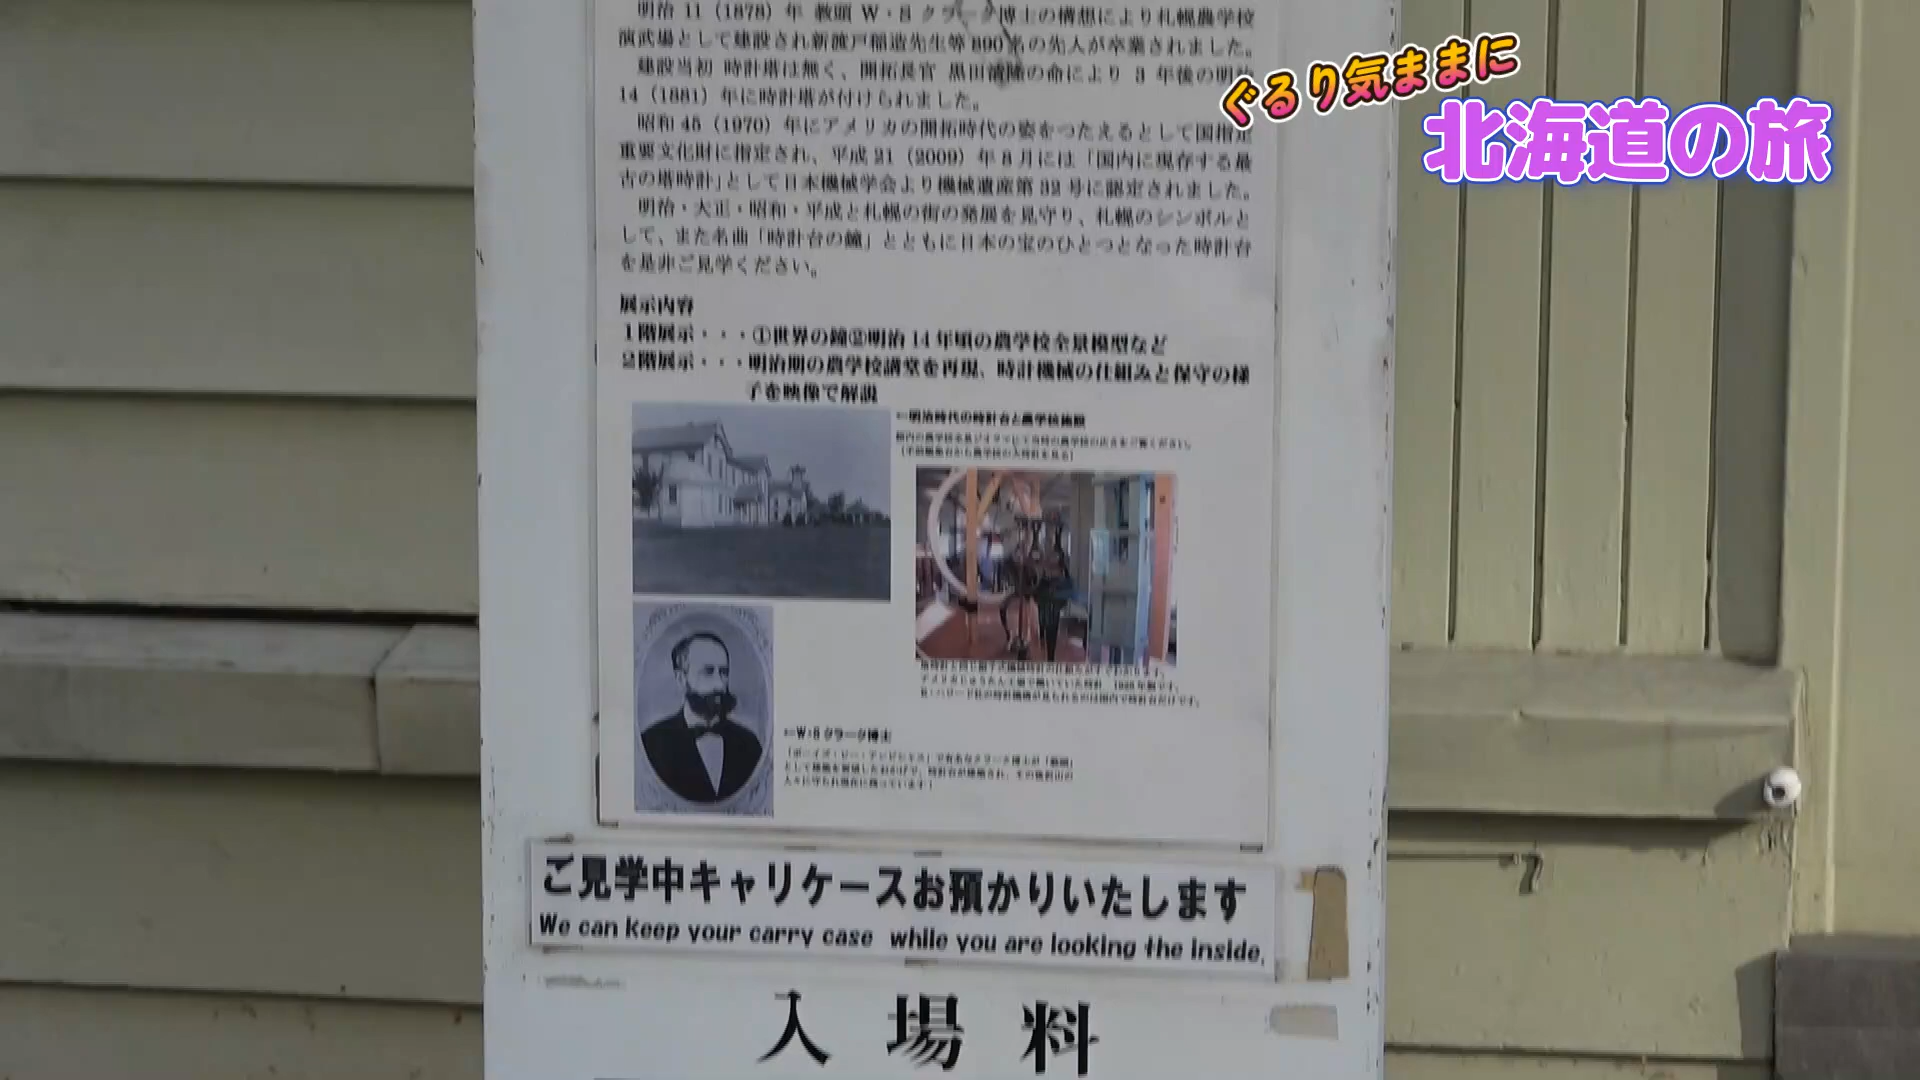 ぐるり気ままに
北海道の旅
明治 11（1878）年 教頭 W・S クラーク博士の構想により札幌農学校
演武場として建設され新渡戸稲造先生等 890 名の先人が卒業されました。
建設当初 時計塔は無く、開拓長官 黒田清隆の命により 3 年後の明治
14（1881）年に時計塔が付けられました。
昭和 45（1970）年にアメリカの開拓時代の姿をつたえるとして国指定
重要文化財に指定され、平成 21（2009）年 8 月には「国内に現存する最
古の塔時計」として日本機械学会より機械遺産第 32 号に認定されました。
明治・大正・昭和・平成と札幌の街の発展を見守り、札幌のシンボルと
して、また名曲「時計台の鐘」とともに日本の宝のひとつとなった時計台
を是非ご見学ください。
展示内容
1階展示・・・①世界の鐘②明治 14 年頃の農学校全景模型など
2階展示・・・明治期の農学校講堂を再現、時計機械の仕組みと保守の様
子を映像で解説
←明治時代の時計台と農学校施設
←W・S クラーク博士
ご見学中キャリケースお預かりいたします
We can keep your carry case while you are looking the inside.
入場料